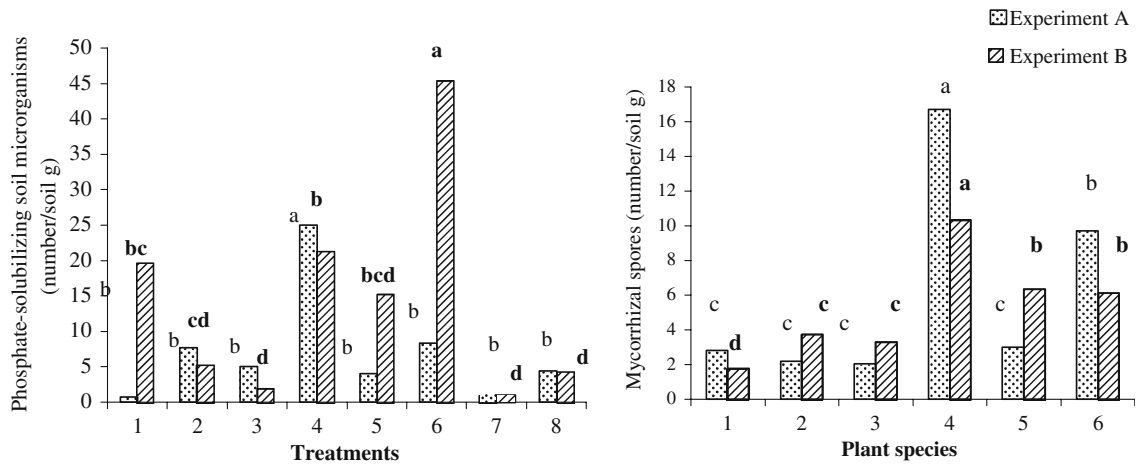 Experiment A
Experiment B
Phosphate-solubilizing soil microrganisms
(number/soil g)
50
45
40
35
30
25
20
15
10
5
0
b
bc
b
cd
b
d
a
b
b
bcd
b
a
b
d
b
d
1 2 3 4 5 6 7 8
Treatments
Mycorrhizal spores (number/soil g)
18
16
14
12
10
8
6
4
2
0
c
d
c
c
c
c
a
a
c
b
b
b
1 2 3 4 5 6
Plant species